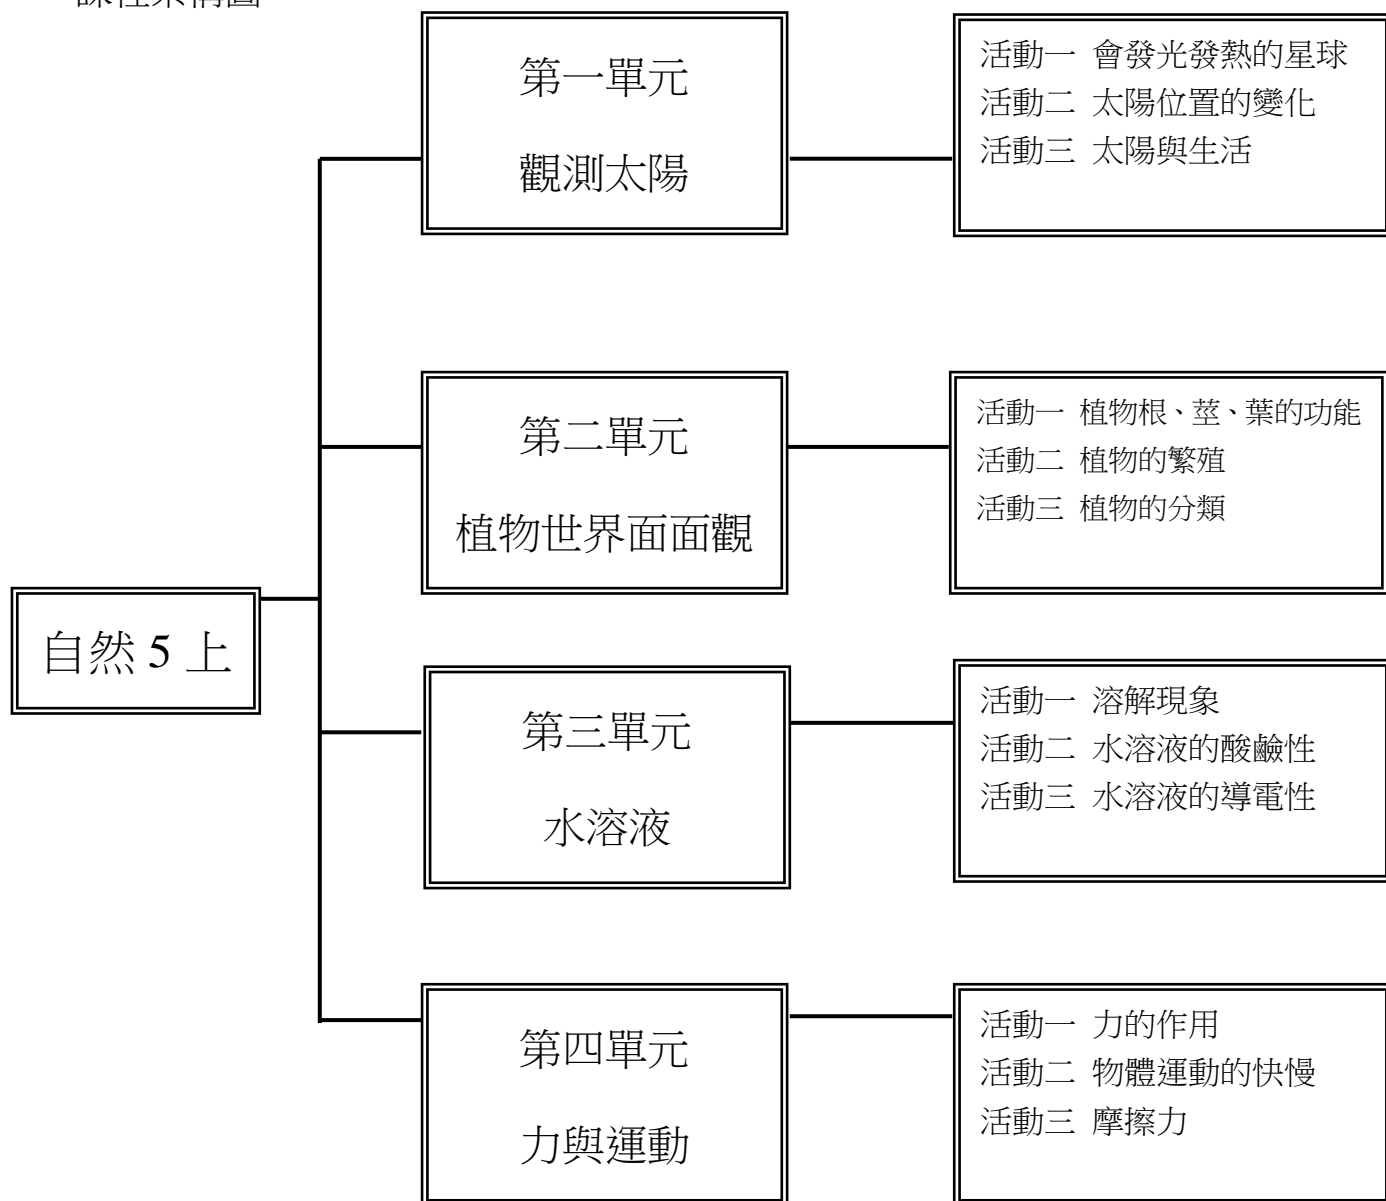 課程架構圖
自然 5 上
第一單元
觀測太陽
活動一 會發光發熱的星球
活動二 太陽位置的變化
活動三 太陽與生活
第二單元
植物世界面面觀
活動一 植物根、莖、葉的功能
活動二 植物的繁殖
活動三 植物的分類
第三單元
水溶液
活動一 溶解現象
活動二 水溶液的酸鹼性
活動三 水溶液的導電性
第四單元
力與運動
活動一 力的作用
活動二 物體運動的快慢
活動三 摩擦力